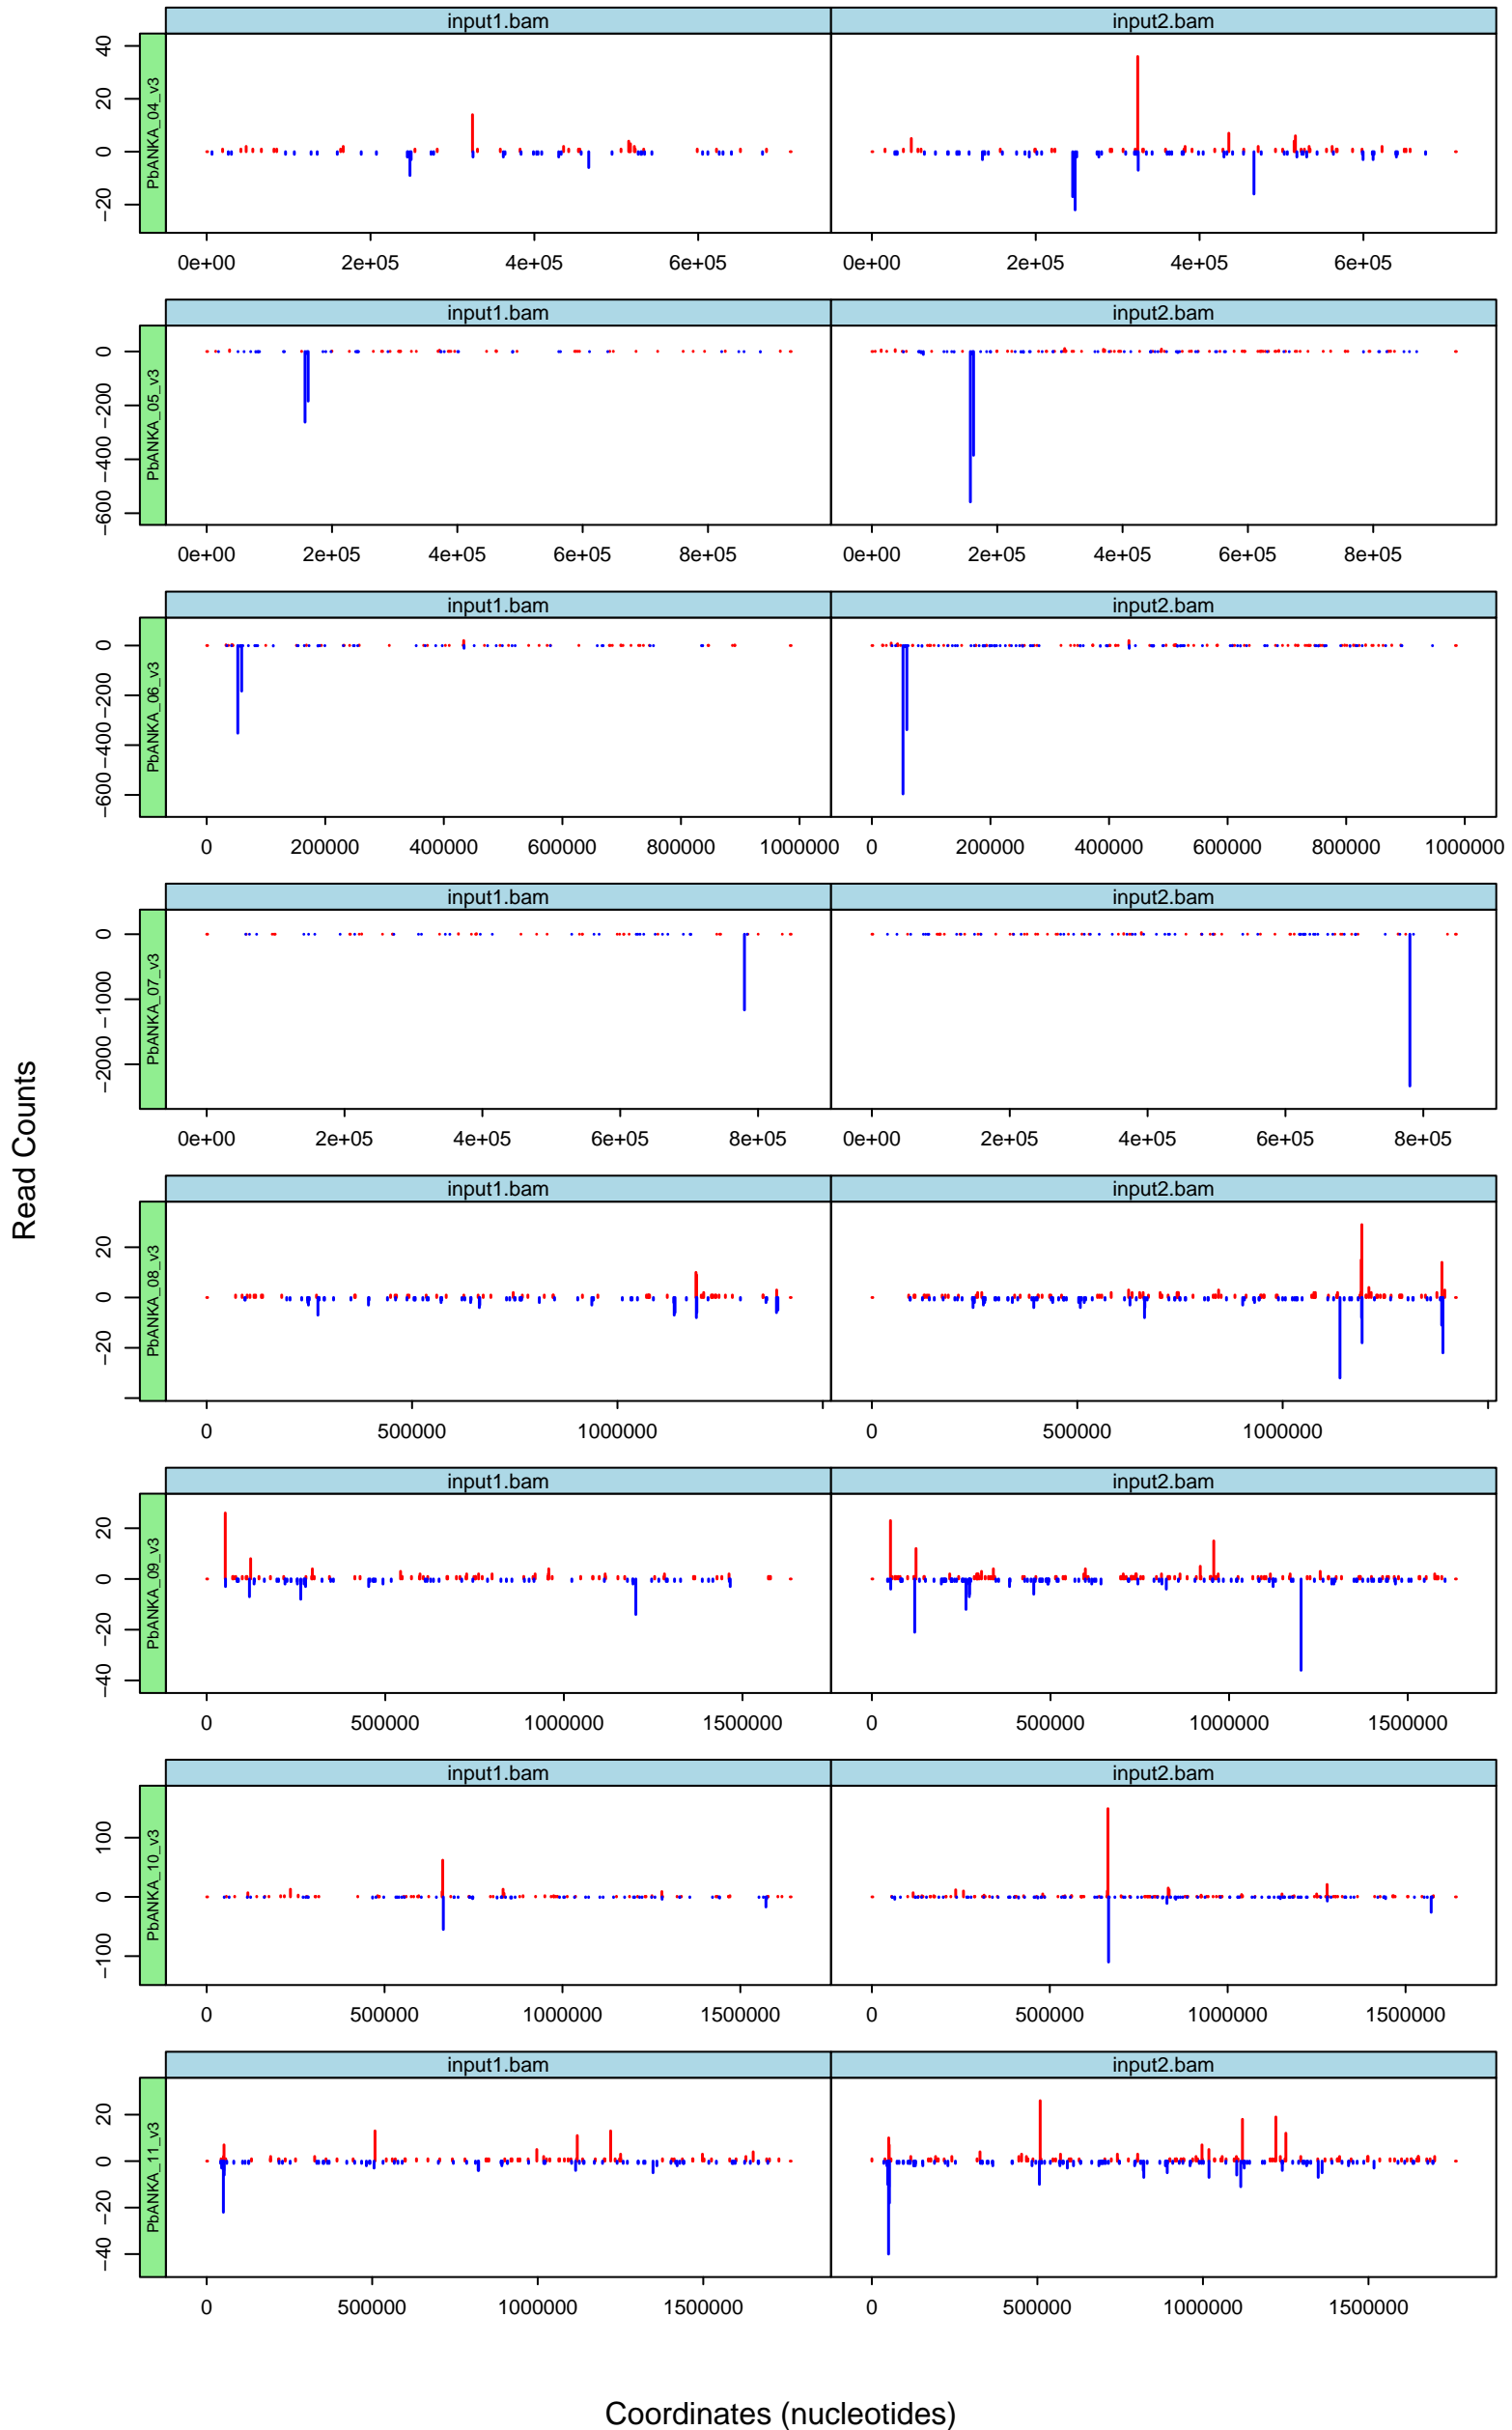 input1.bam input2.bam
PbANKA_04_v3
40
20
0
−20
0e+00 2e+05 4e+05 6e+05 0e+00 2e+05 4e+05 6e+05
input1.bam input2.bam
PbANKA_05_v3
0
−200
−400
−600
0e+00 2e+05 4e+05 6e+05 8e+05 0e+00 2e+05 4e+05 6e+05 8e+05
input1.bam input2.bam
PbANKA_06_v3
0
−200
−400
−600
0 200000 400000 600000 800000 1000000 0 200000 400000 600000 800000 1000000
input1.bam input2.bam
PbANKA_07_v3
0
−1000
−2000
0e+00 2e+05 4e+05 6e+05 8e+05 0e+00 2e+05 4e+05 6e+05 8e+05
Read Counts
input1.bam input2.bam
PbANKA_08_v3
20
0
−20
0 500000 1000000 0 500000 1000000
input1.bam input2.bam
PbANKA_09_v3
20
0
−20
−40
0 500000 1000000 1500000 0 500000 1000000 1500000
input1.bam input2.bam
PbANKA_10_v3
100
0
−100
0 500000 1000000 1500000 0 500000 1000000 1500000
input1.bam input2.bam
PbANKA_11_v3
20
0
−20
−40
0 500000 1000000 1500000 0 500000 1000000 1500000
Coordinates (nucleotides)